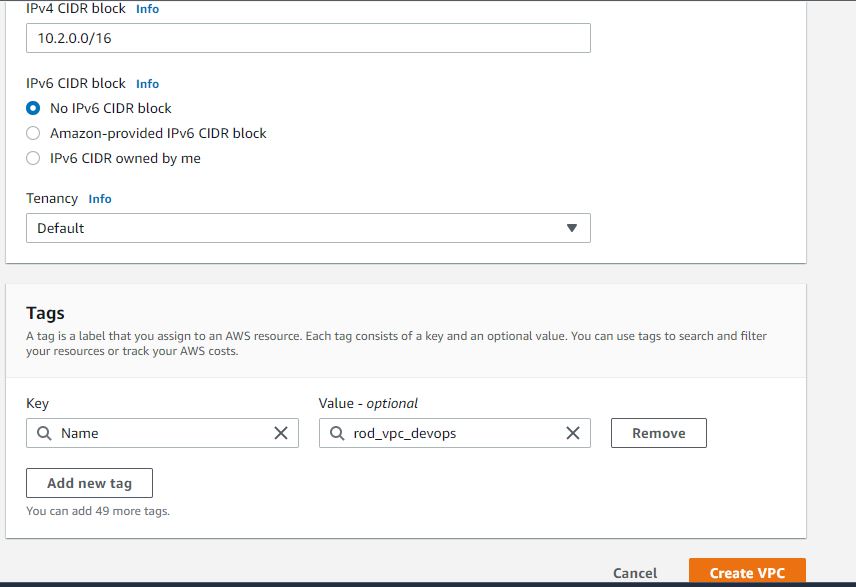 IPv4 CIDR block Info
10.2.0.0/16
IPv6 CIDR block Info
No IPv6 CIDR block
Amazon-provided IPv6 CIDR block
IPv6 CIDR owned by me
Tenancy Info
Default
Tags
A tag is a label that you assign to an AWS resource. Each tag consists of a key and an optional value. You can use tags to search and filter
your resources or track your AWS costs.
Key Value - optional
Name rod_vpc_devops Remove
Add new tag
You can add 49 more tags.
Cancel Create VPC